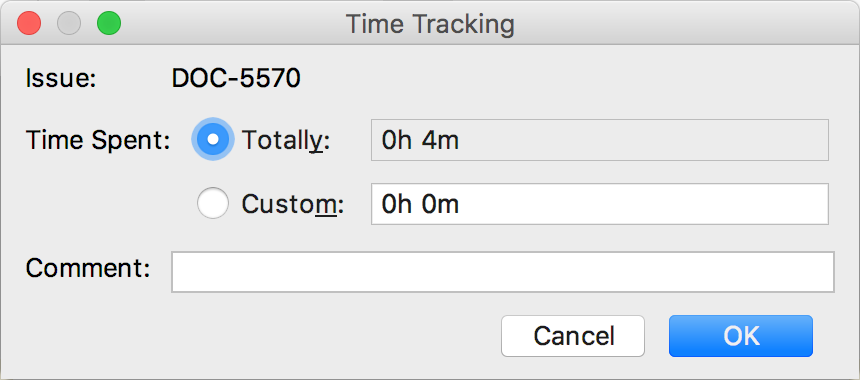 Time Tracking
Issue: DOC-5570
Time Spent: Totally: 0h 4m
Custom: 0h 0m
Comment:
Cancel OK